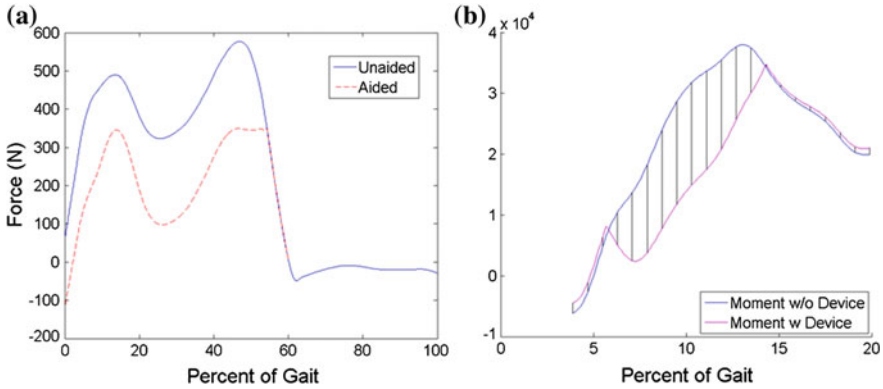 (a)
600
500
400
300
200
100
0
-100
-200
Force (N)
Unaided
Aided
0 20 40 60 80 100
Percent of Gait
(b)
x 10⁴
4
3
2
1
0
-1
Moment w/o Device
Moment w Device
0 5 10 15 20
Percent of Gait